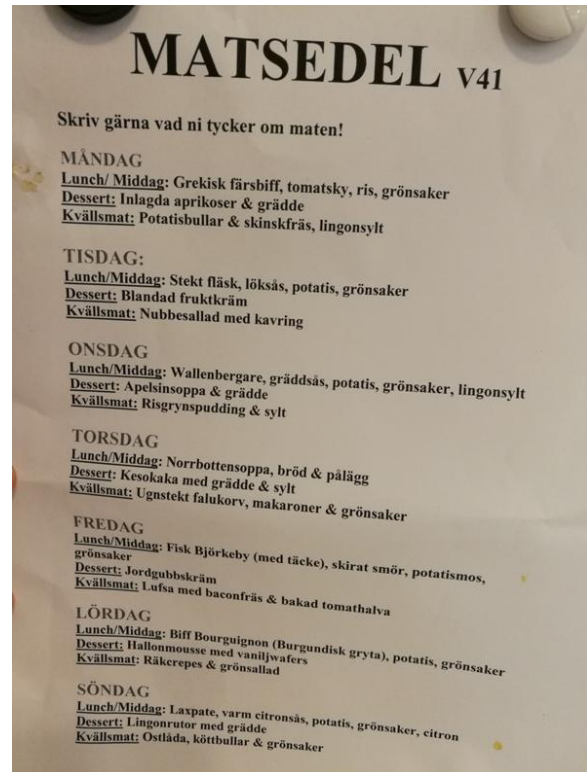 MATSEDEL V41
Skriv gärna vad ni tycker om maten!
MÅNDAG
Lunch/ Middag: Grekisk färsbiff, tomatsky, ris, grönsaker
Dessert: Inlagda aprikoser & grädde
Kvällsmat: Potatisbullar & skinskfräs, lingonsylt
TISDAG:
Lunch/Middag: Stekt fläsk, löksås, potatis, grönsaker
Dessert: Blandad fruktkräm
Kvällsmat: Nubbesallad med kavring
ONSDAG
Lunch/Middag: Wallenbergare, gräddsås, potatis, grönsaker, lingonsylt
Dessert: Apelsinsoppa & grädde
Kvällsmat: Risgrynspudding & sylt
TORSDAG
Lunch/Middag: Norrbottensoppa, bröd & pålägg
Dessert: Kesokaka med grädde & sylt
Kvällsmat: Ugnstekt falukorv, makaroner & grönsaker
FREDAG
Lunch/Middag: Fisk Björkeby (med täcke), skirat smör, potatismos,
grönsaker
Dessert: Jordgubbskräm
Kvällsmat: Lufsa med baconfräs & bakad tomathalva
LÖRDAG
Lunch/Middag: Biff Bourguignon (Burgundisk gryta), potatis, grönsaker
Dessert: Hallonmousse med vaniljwafers
Kvällsmat: Räkcrepes & grönsallad
SÖNDAG
Lunch/Middag: Laxpate, varm citronsås, potatis, grönsaker, citron
Dessert: Lingonrutor med grädde
Kvällsmat: Ostlåda, köttbullar & grönsaker